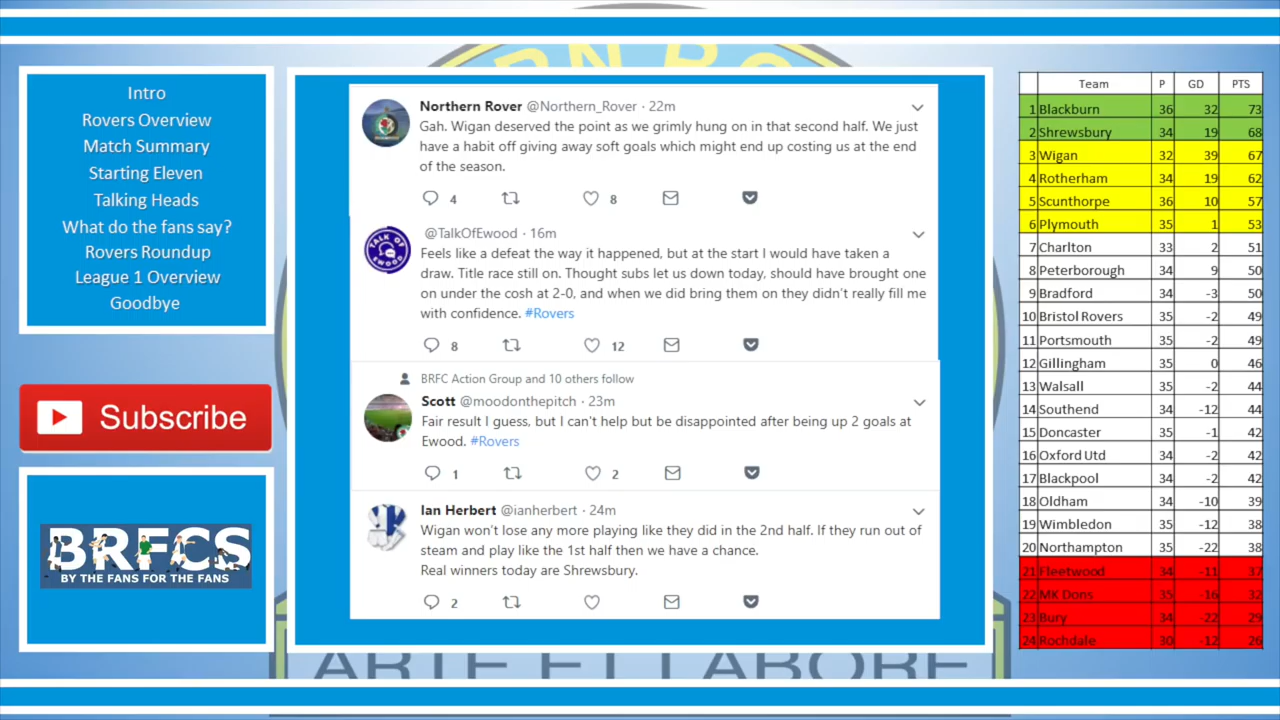 RN RO
Intro
Rovers Overview
Match Summary
Starting Eleven
Talking Heads
What do the fans say?
Rovers Roundup
League 1 Overview
Goodbye
Subscribe
BRFCS
BY THE FANS FOR THE FANS
Northern Rover @Northern_Rover · 22m
Gah. Wigan deserved the point as we grimly hung on in that second half. We just
have a habit off giving away soft goals which might end up costing us at the end
of the season.
4 8
TALK OF EWOOD
@TalkOfEwood · 16m
Feels like a defeat the way it happened, but at the start I would have taken a
draw. Title race still on. Thought subs let us down today, should have brought one
on under the cosh at 2-0, and when we did bring them on they didn't really fill me
with confidence. #Rovers
8 12
BRFC Action Group and 10 others follow
Scott @moodonthepitch · 23m
Fair result I guess, but I can't help but be disappointed after being up 2 goals at
Ewood. #Rovers
1 2
Ian Herbert @ianherbert · 24m
Wigan won't lose any more playing like they did in the 2nd half. If they run out of
steam and play like the 1st half then we have a chance.
Real winners today are Shrewsbury.
2
Team P GD PTS
1 Blackburn 36 32 73
2 Shrewsbury 34 19 68
3 Wigan 32 39 67
4 Rotherham 34 19 62
5 Scunthorpe 36 10 57
6 Plymouth 34 1 53
7 Charlton 33 2 51
8 Peterborough 34 9 50
9 Bradford 34 -3 50
10 Bristol Rovers 35 -2 49
11 Portsmouth 35 -2 49
12 Gillingham 35 0 46
13 Walsall 35 -2 44
14 Southend 34 -12 44
15 Doncaster 35 -1 42
16 Oxford Utd 34 -2 42
17 Blackpool 34 -2 42
18 Oldham 34 -10 39
19 Wimbledon 35 -12 38
20 Northampton 35 -22 38
21 Fleetwood 34 -11 37
22 MK Dons 35 -16 32
23 Bury 34 -22 29
24 Rochdale 30 -12 26
ARTE ET LABORE